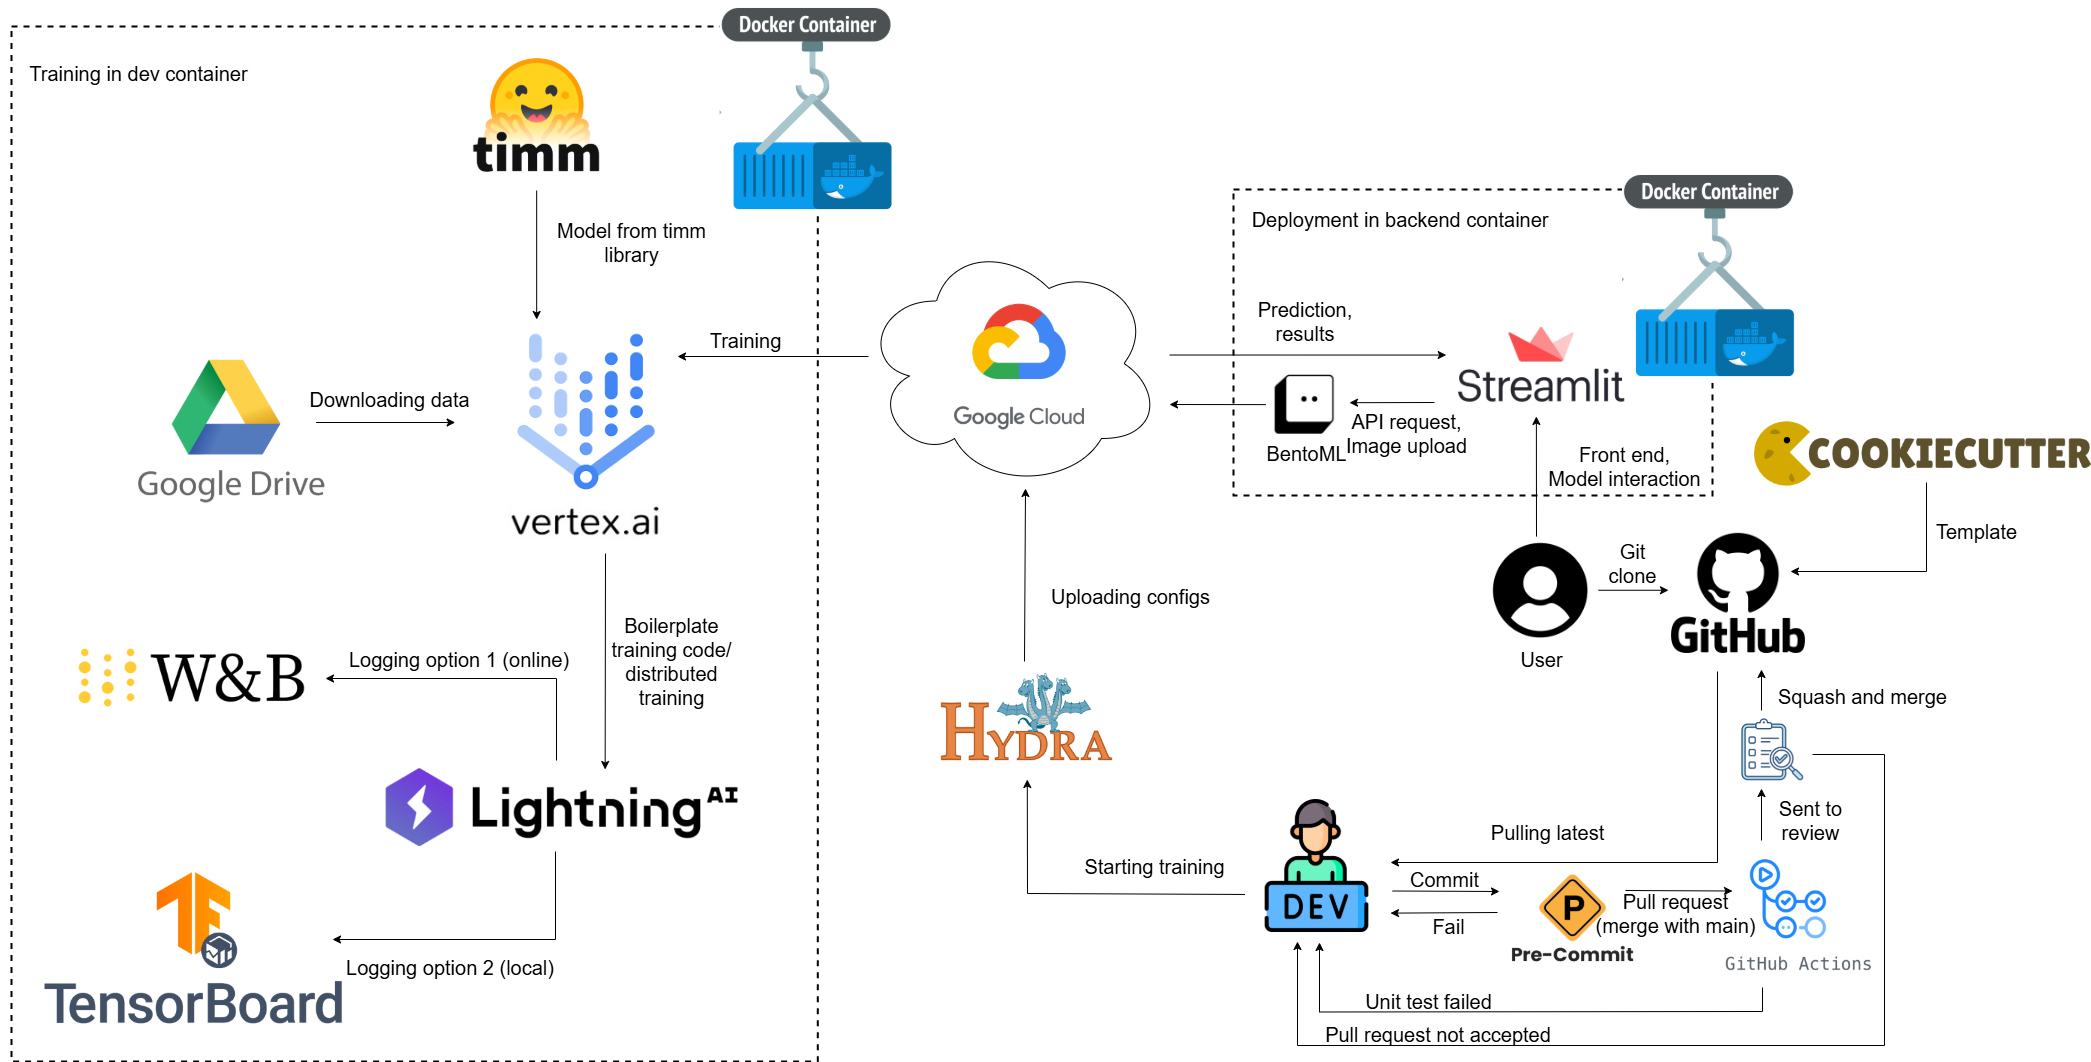 Docker Container
Training in dev container
timm
Model from timm
library
Docker Container
Deployment in backend container
Training
Google Cloud
Prediction,
results
Streamlit
API request,
Image upload
BentoML
Front end,
Model interaction
COOKIECUTTER
Template
Downloading data
Google Drive
vertex.ai
Git
clone
User
GitHub
Uploading configs
Boilerplate
training code/
distributed
training
Logging option 1 (online)
W&B
HYDRA
Squash and merge
Lightning AI
Sent to
review
Pulling latest
Starting training
DEV
Commit
Fail
P
Pre-Commit
Pull request
(merge with main)
GitHub Actions
Logging option 2 (local)
TensorBoard
Unit test failed
Pull request not accepted